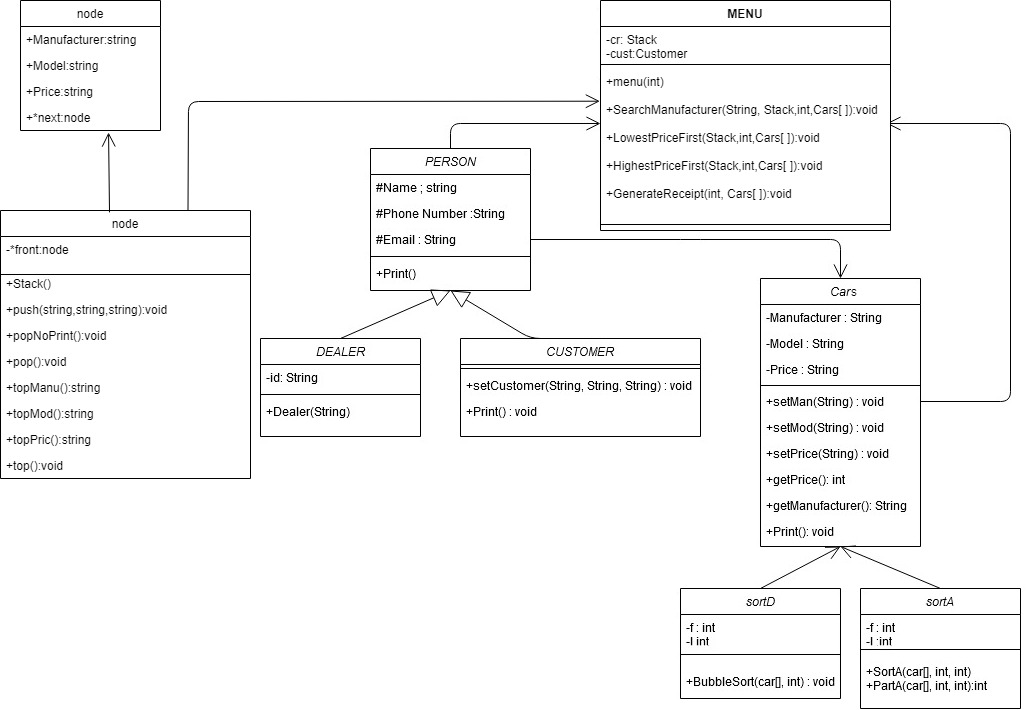 node
+Manufacturer:string
+Model:string
+Price:string
+*next:node
MENU
-cr: Stack
-cust:Customer
+menu(int)
+SearchManufacturer(String, Stack,int,Cars[ ]):void
+LowestPriceFirst(Stack,int,Cars[ ]):void
+HighestPriceFirst(Stack,int,Cars[ ]):void
+GenerateReceipt(int, Cars[ ]):void
PERSON
#Name ; string
#Phone Number :String
#Email : String
+Print()
node
-*front:node
+Stack()
+push(string,string,string):void
+popNoPrint():void
+pop():void
+topManu():string
+topMod():string
+topPric():string
+top():void
DEALER
-id: String
+Dealer(String)
CUSTOMER
+setCustomer(String, String, String) : void
+Print() : void
Cars
-Manufacturer : String
-Model : String
-Price : String
+setMan(String) : void
+setMod(String) : void
+setPrice(String) : void
+getPrice(): int
+getManufacturer(): String
+Print(): void
sortD
-f : int
-l int
+BubbleSort(car[], int) : void
sortA
-f : int
-l :int
+SortA(car[], int, int)
+PartA(car[], int, int):int